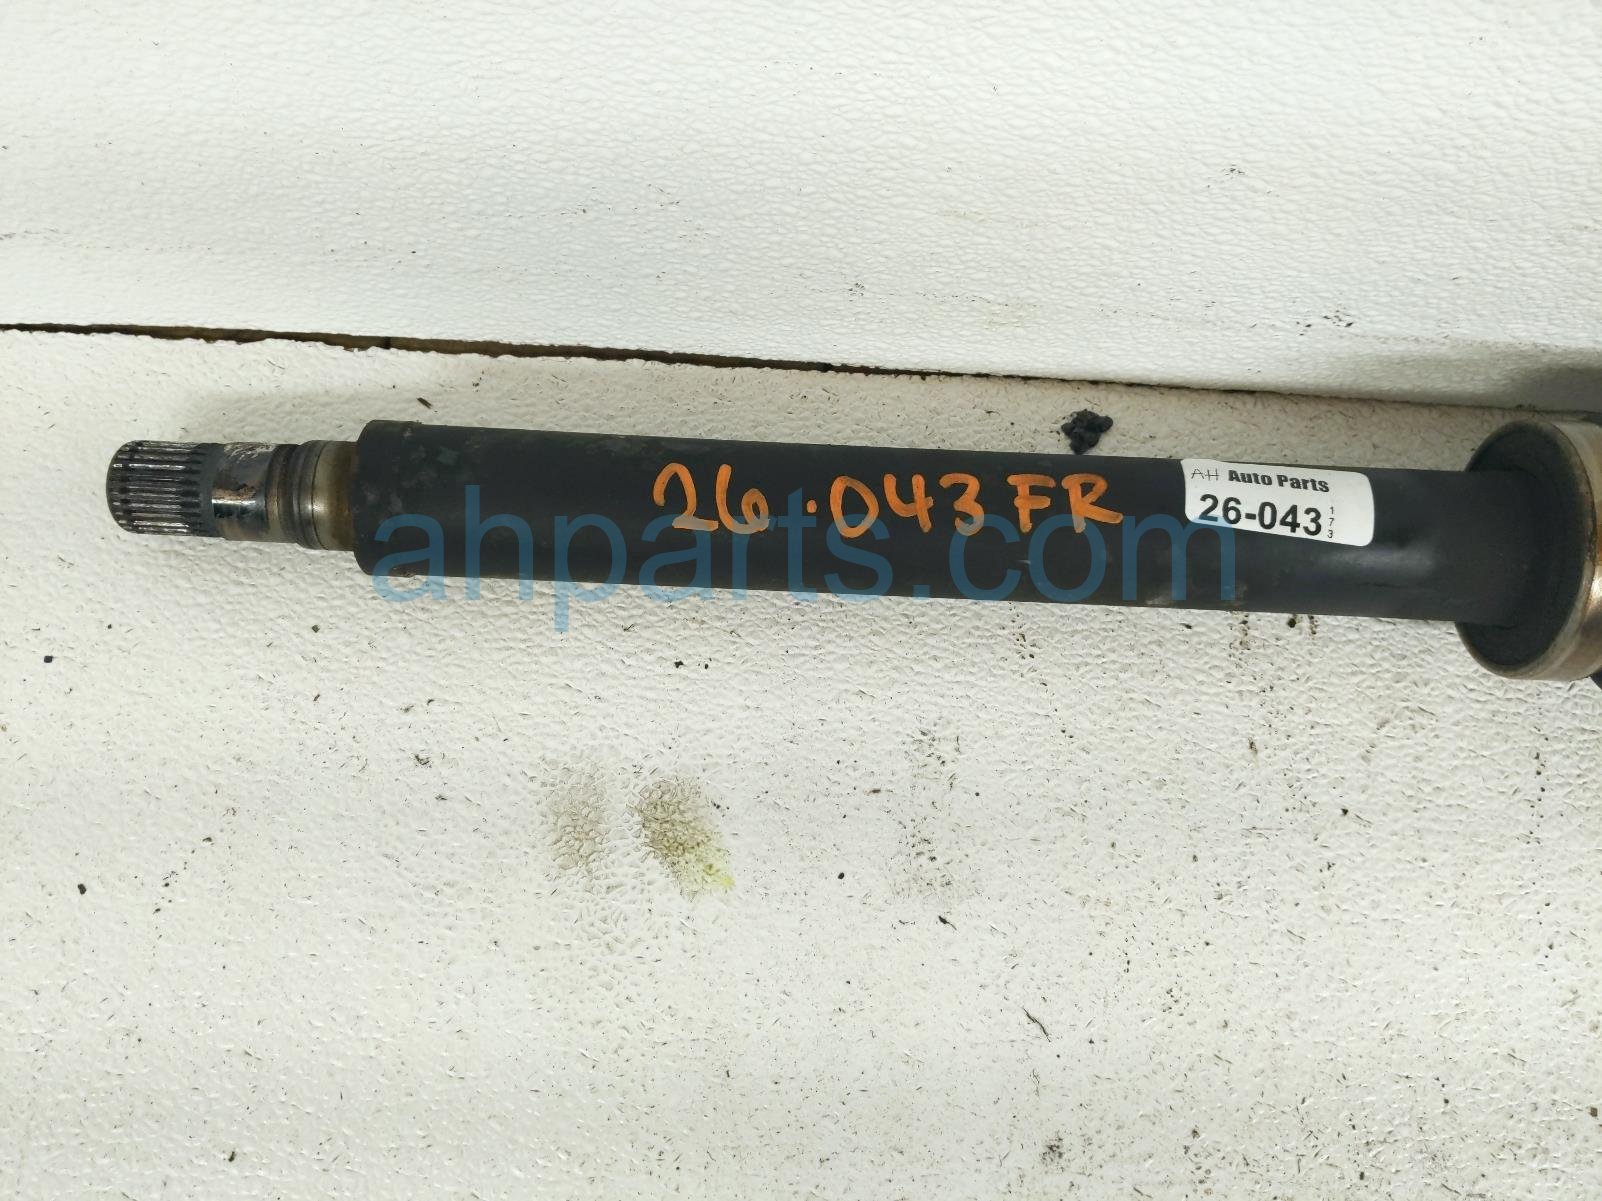 26.043 FR
AH Auto Parts
26-043
173
ahparts.com